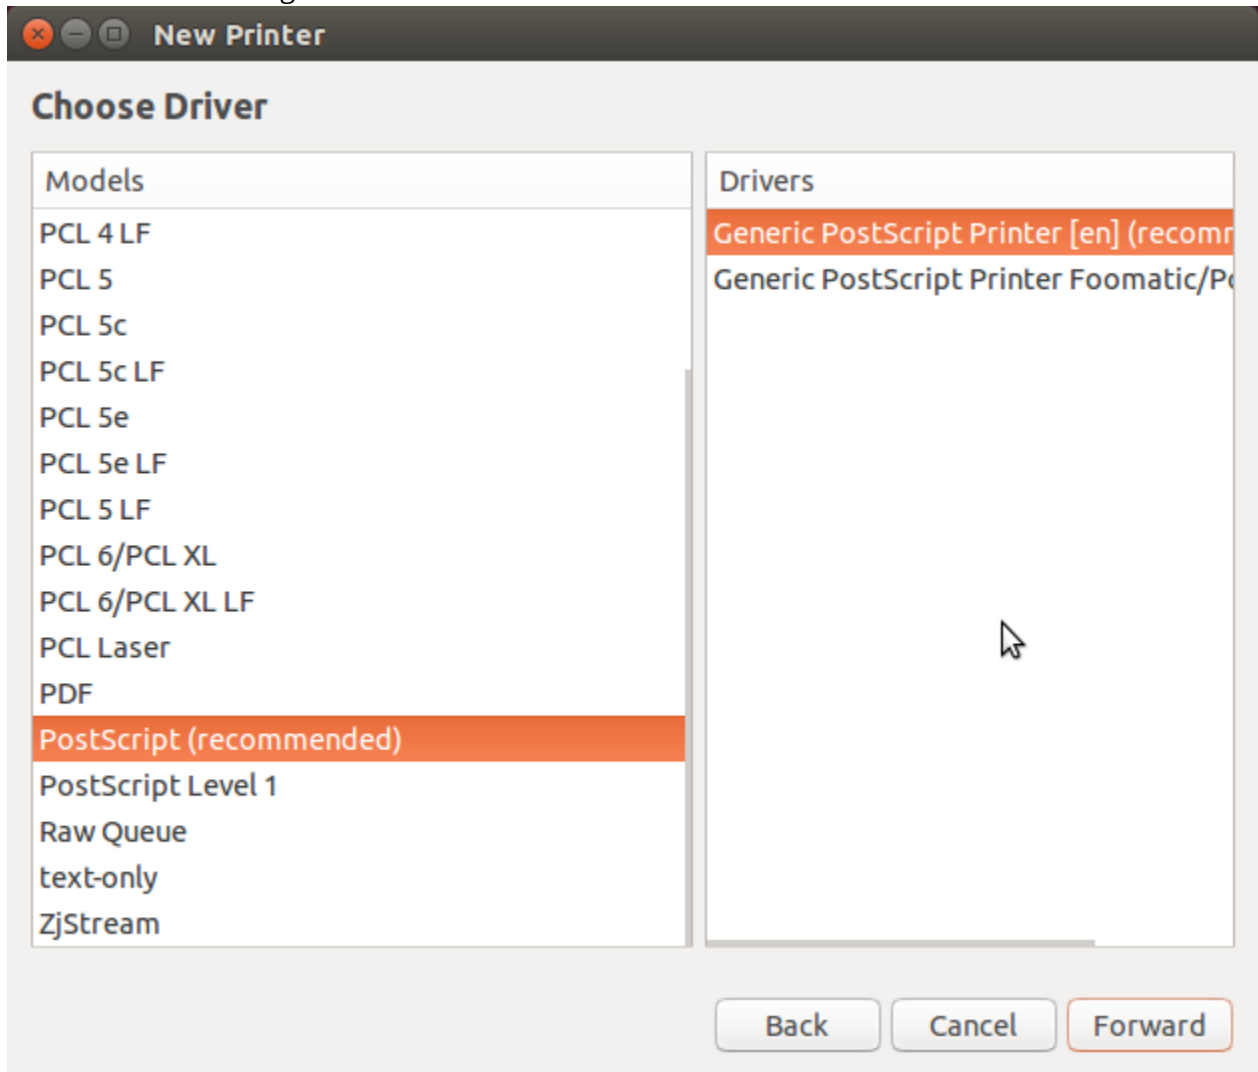 New Printer
Choose Driver
Models
PCL 4 LF
PCL 5
PCL 5c
PCL 5c LF
PCL 5e
PCL 5e LF
PCL 5 LF
PCL 6/PCL XL
PCL 6/PCL XL LF
PCL Laser
PDF
PostScript (recommended)
PostScript Level 1
Raw Queue
text-only
ZjStream
Drivers
Generic PostScript Printer [en] (recom
Generic PostScript Printer Foomatic/P
Back Cancel Forward